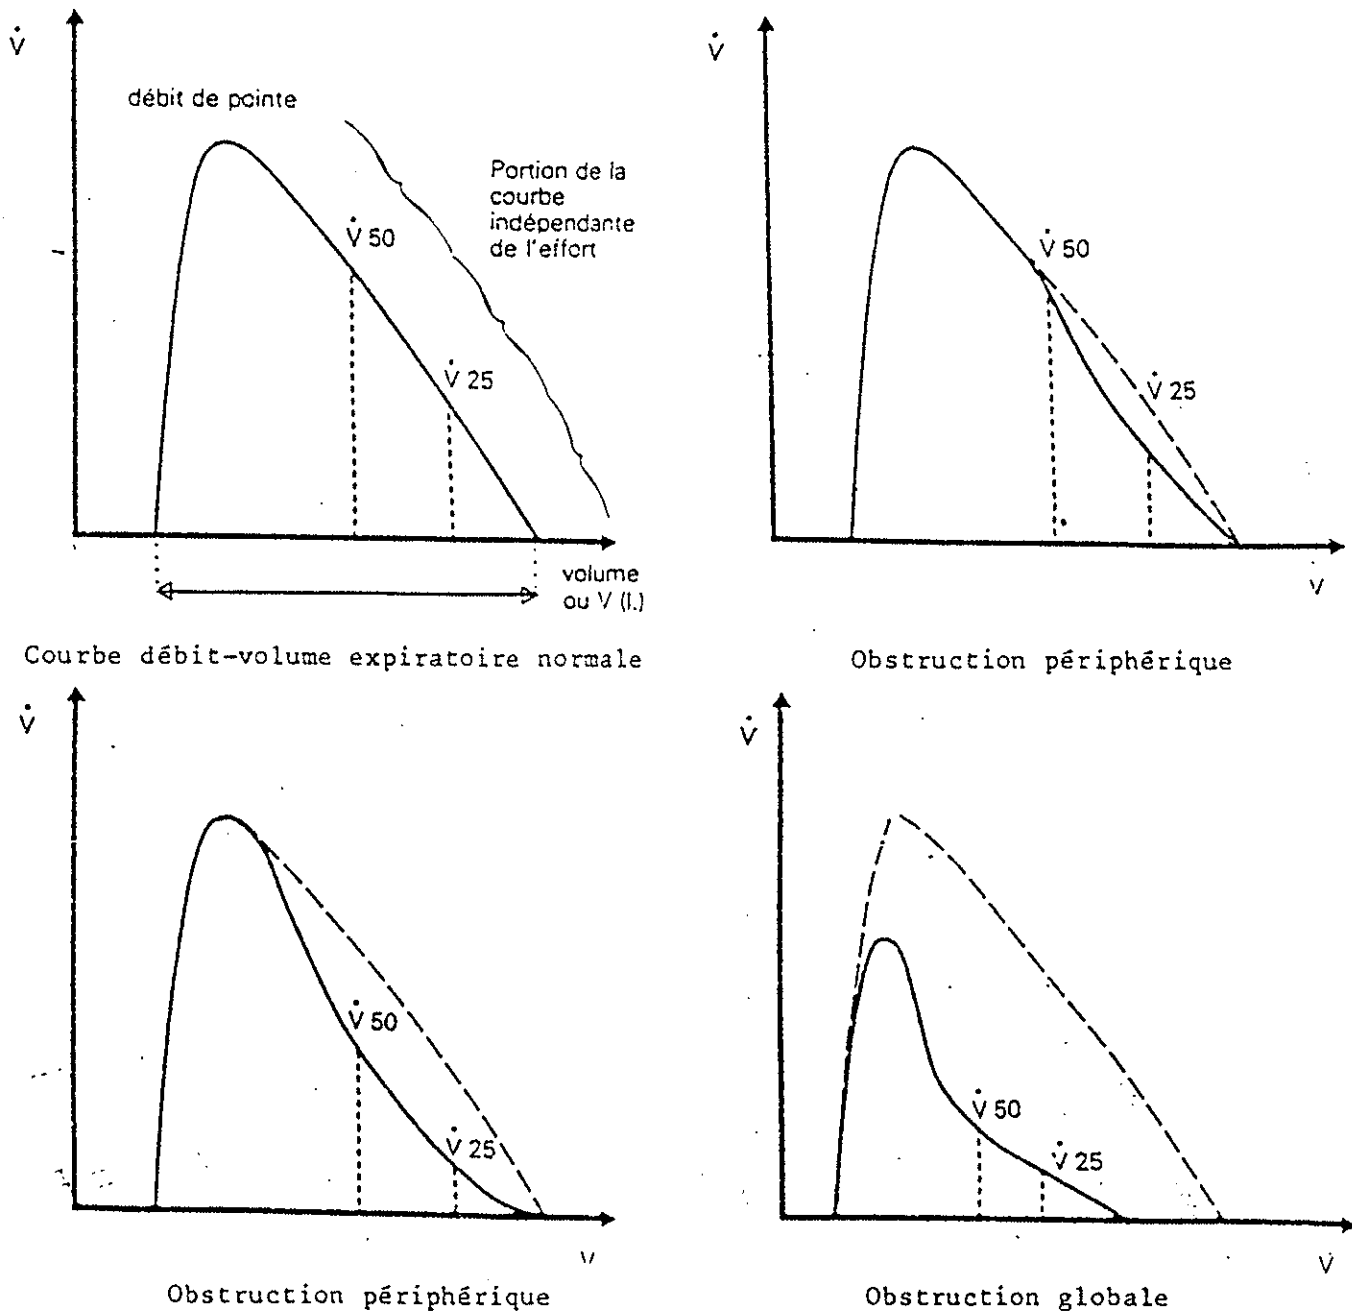 V̇
débit de pointe
Portion de la
courbe
indépendante
de l'effort
V̇ 50
V̇ 25
volume
ou V (l.)
Courbe débit-volume expiratoire normale
V̇
V̇ 50
V̇ 25
V
Obstruction périphérique
V̇
V̇ 50
V̇ 25
V
Obstruction périphérique
V̇
V̇ 50
V̇ 25
V
Obstruction globale